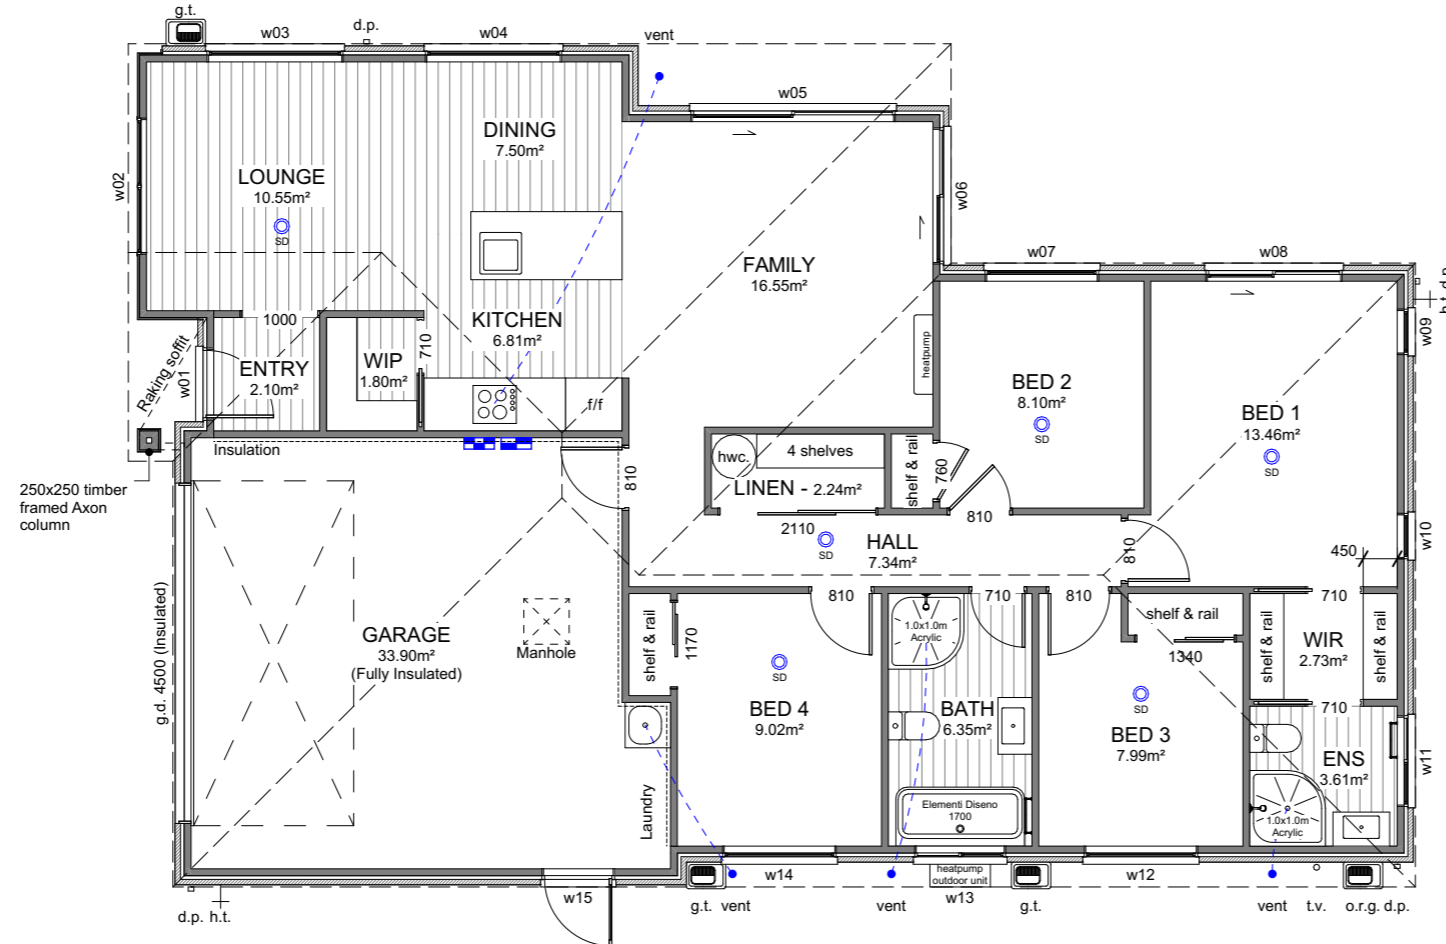 g.t.
w03
d.p.
w04
vent
w05
DINING
7.50m²
LOUNGE
10.55m²
SD
w02
w06
FAMILY
16.55m²
w07
w08
h.t. d.p.
w09
1000
KITCHEN
6.81m²
710
WIP
1.80m²
ENTRY
2.10m²
Raking soffit
w01
heatpump
f/f
BED 2
8.10m²
SD
BED 1
13.46m²
SD
Insulation
250x250 timber
framed Axon
column
810
hwc.
4 shelves
LINEN - 2.24m²
shelf & rail
760
810
2110
SD
HALL
7.34m²
810
450
w10
g.d. 4500 (Insulated)
GARAGE
33.90m²
(Fully Insulated)
Manhole
shelf & rail
1170
810
1.0x1.0m
Acrylic
710
810
shelf & rail
1340
710
shelf & rail
WIR
2.73m²
shelf & rail
SD
BED 4
9.02m²
BATH
6.35m²
SD
BED 3
7.99m²
710
ENS
3.61m²
w11
Laundry
Elementi Diseno
1700
1.0x1.0m
Acrylic
w14
heatpump
outdoor unit
w13
w12
w15
d.p. h.t.
g.t. vent
vent
g.t.
vent
t.v.
o.r.g. d.p.